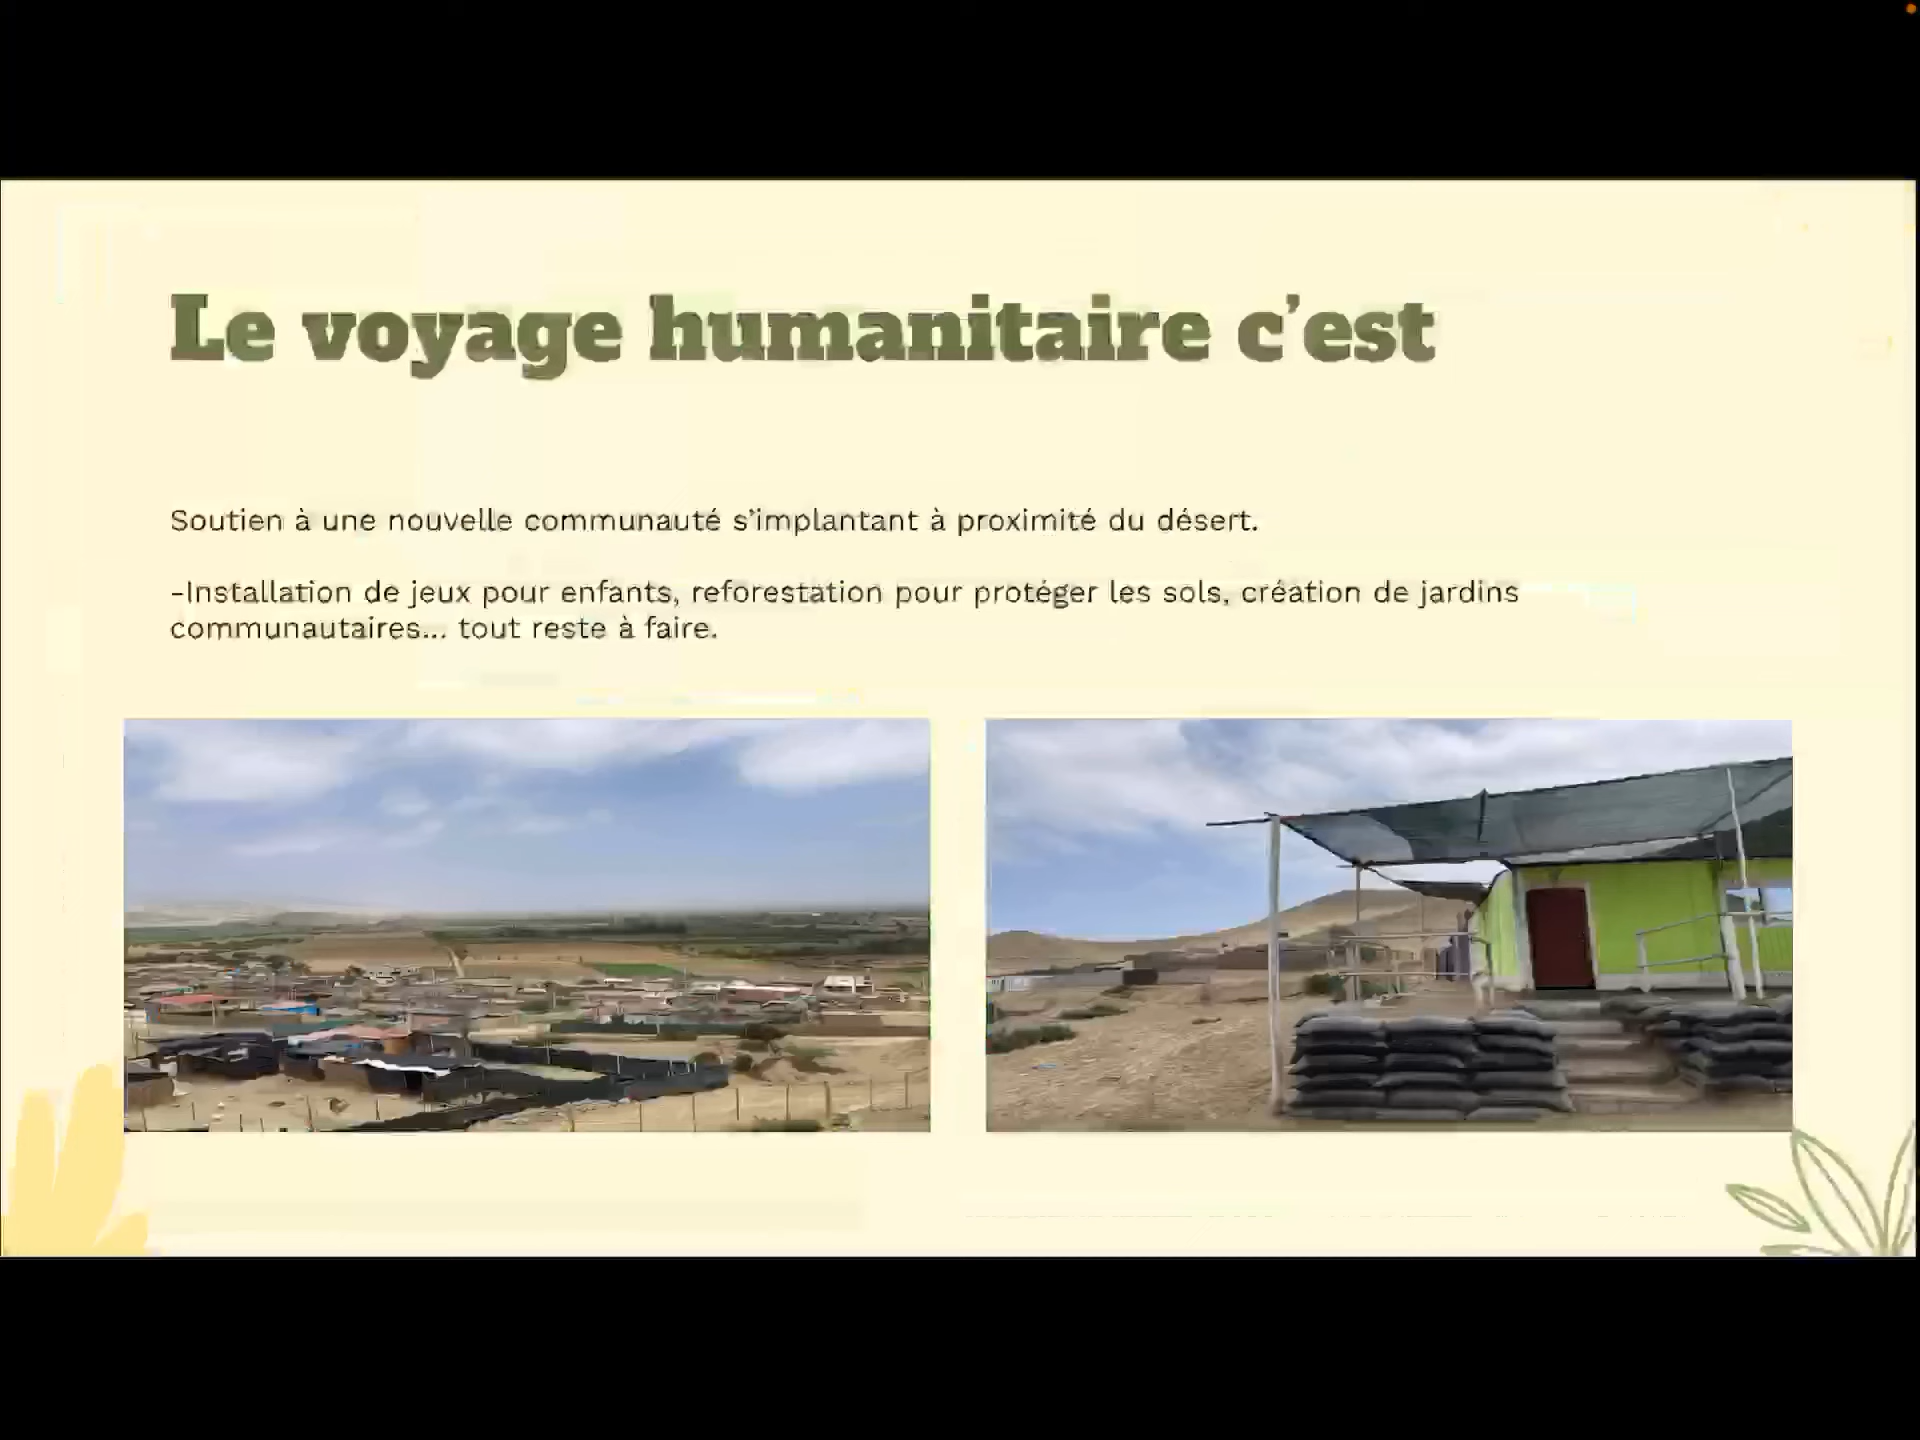 Le voyage humanitaire c'est
Soutien à une nouvelle communauté s'implantant à proximité du désert.
-Installation de jeux pour enfants, reforestation pour protéger les sols, création de jardins
communautaires... tout reste à faire.